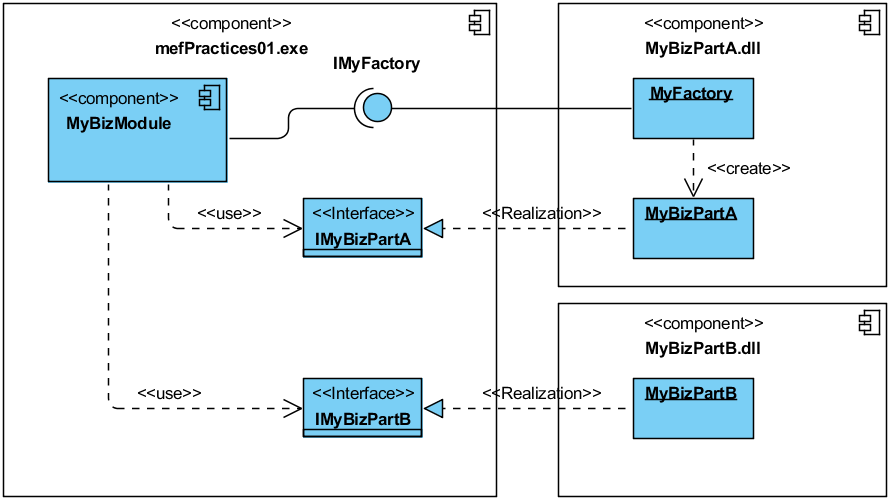 <<component>>
mefPractices01.exe
IMyFactory
<<component>>
MyBizModule
<<use>>
<<Interface>>
IMyBizPartA
<<Realization>>
<<use>>
<<Interface>>
IMyBizPartB
<<Realization>>
<<component>>
MyBizPartA.dll
MyFactory
<<create>>
MyBizPartA
<<component>>
MyBizPartB.dll
MyBizPartB